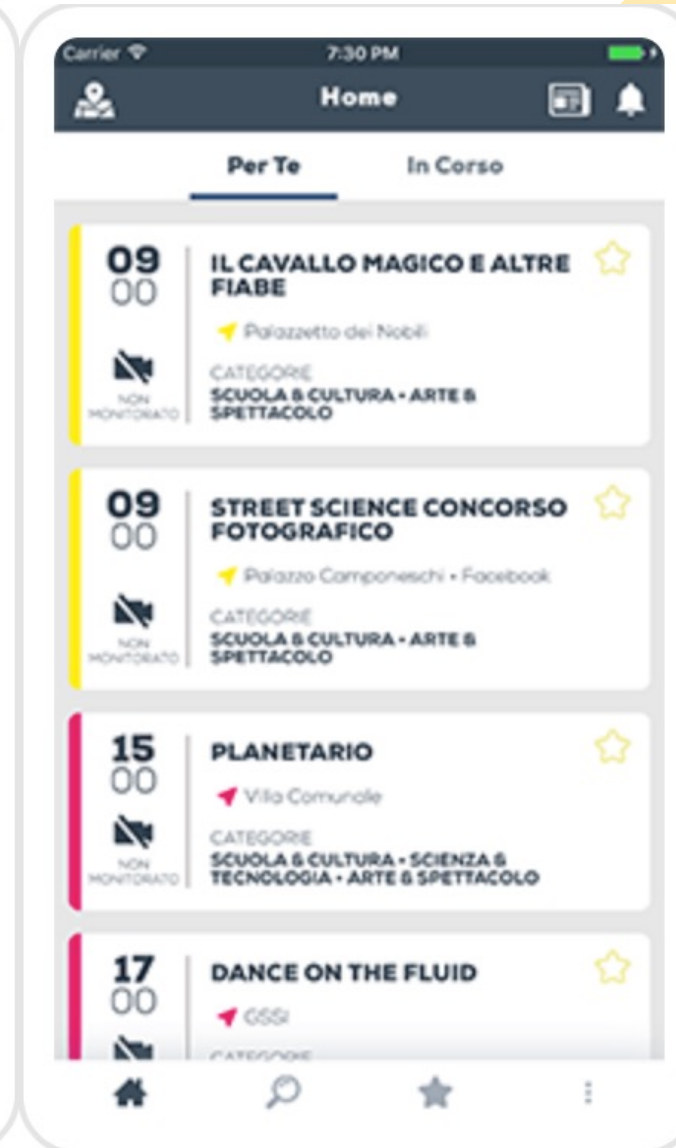 Carrier 7:30 PM
Home
Per Te In Corso
09
00
IL CAVALLO MAGICO E ALTRE
FIABE
Palazzetto dei Nobili
NON
MONITORATO
CATEGORIE
SCUOLA & CULTURA • ARTE &
SPETTACOLO
09
00
STREET SCIENCE CONCORSO
FOTOGRAFICO
Palazzo Camponeschi • Facebook
NON
MONITORATO
CATEGORIE
SCUOLA & CULTURA • ARTE &
SPETTACOLO
15
00
PLANETARIO
Villa Comunale
NON
MONITORATO
CATEGORIE
SCUOLA & CULTURA • SCIENZA &
TECNOLOGIA • ARTE & SPETTACOLO
17
00
DANCE ON THE FLUID
GSSI
CATEGORIE